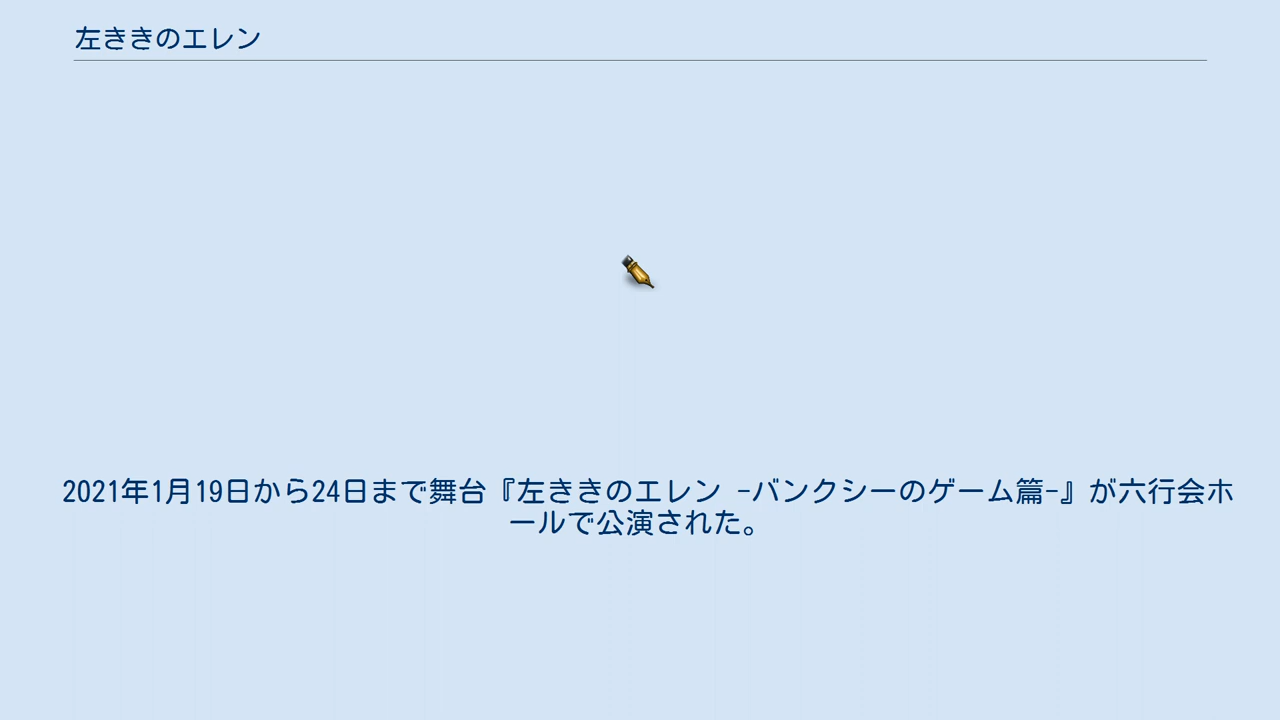 左ききのエレン
2021年1月19日から24日まで舞台『左ききのエレン -バンクシーのゲーム篇-』が六行会ホ
ールで公演された。